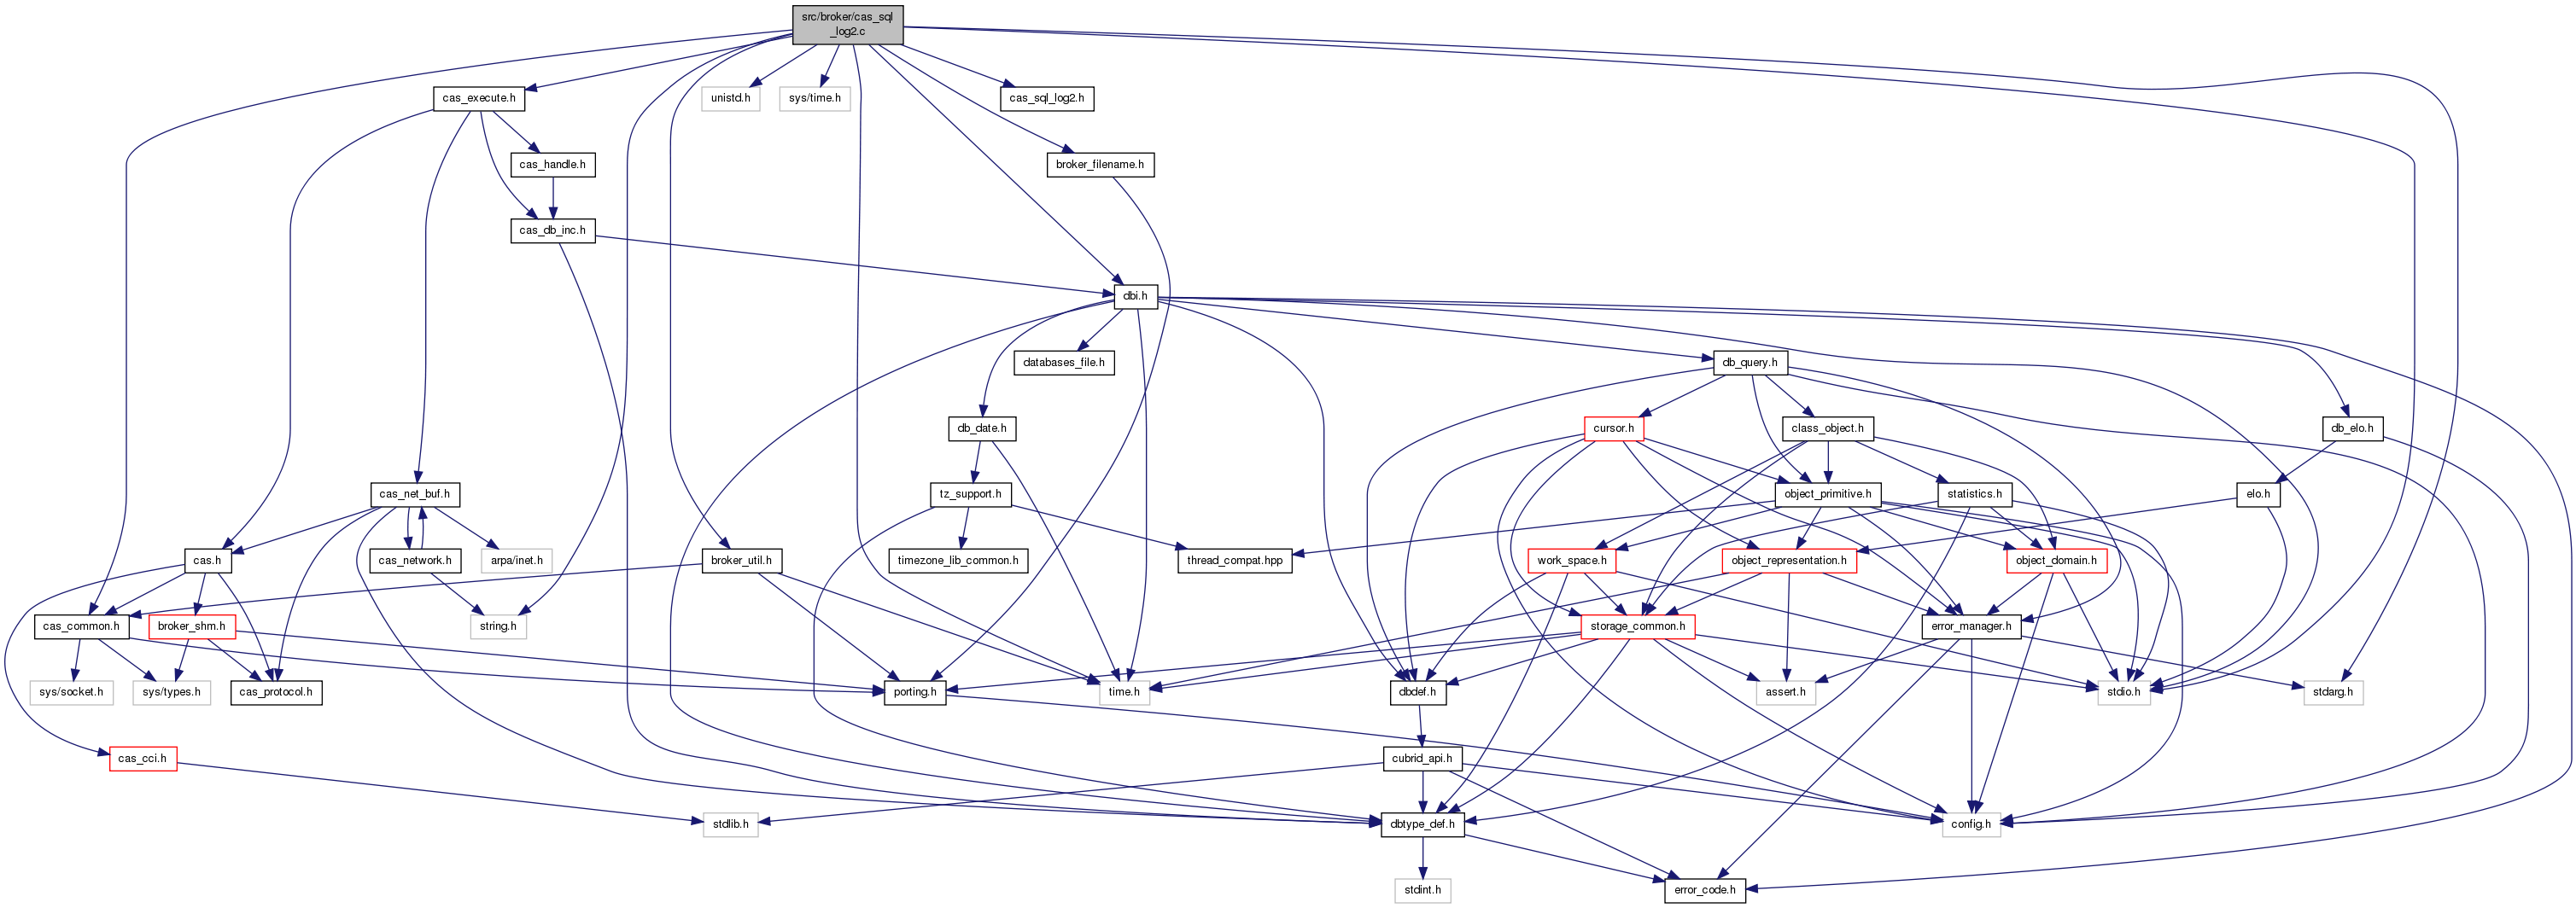 src/broker/cas_sql
_log2.c
cas_execute.h
unistd.h
sys/time.h
cas_sql_log2.h
cas_handle.h
broker_filename.h
cas_db_inc.h
dbi.h
databases_file.h
db_query.h
db_date.h
cursor.h
class_object.h
db_elo.h
cas_net_buf.h
tz_support.h
object_primitive.h
statistics.h
elo.h
cas.h
cas_network.h
arpa/inet.h
broker_util.h
timezone_lib_common.h
thread_compat.hpp
work_space.h
object_representation.h
object_domain.h
cas_common.h
broker_shm.h
string.h
storage_common.h
error_manager.h
sys/socket.h
sys/types.h
cas_protocol.h
porting.h
time.h
dbdef.h
assert.h
stdio.h
stdarg.h
cas_cci.h
cubrid_api.h
stdlib.h
dbtype_def.h
config.h
stdint.h
error_code.h